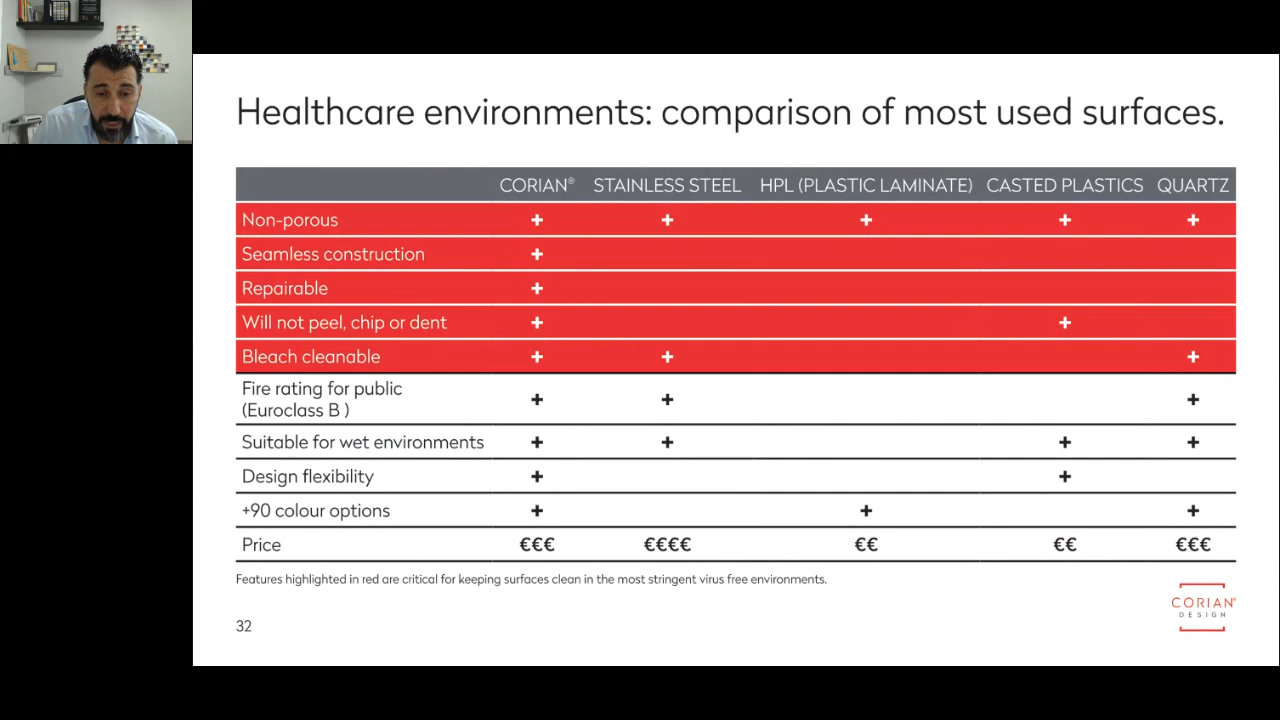 Healthcare environments: comparison of most used surfaces.
CORIAN® STAINLESS STEEL HPL (PLASTIC LAMINATE) CASTED PLASTICS QUARTZ
Non-porous + + + + +
Seamless construction +
Repairable +
Will not peel, chip or dent + +
Bleach cleanable + + +
Fire rating for public
(Euroclass B ) + + +
Suitable for wet environments + + + +
Design flexibility + +
+90 colour options + + +
Price €€€ €€€€ €€ €€ €€€
Features highlighted in red are critical for keeping surfaces clean in the most stringent virus free environments.
CORIAN®
DESIGN
32